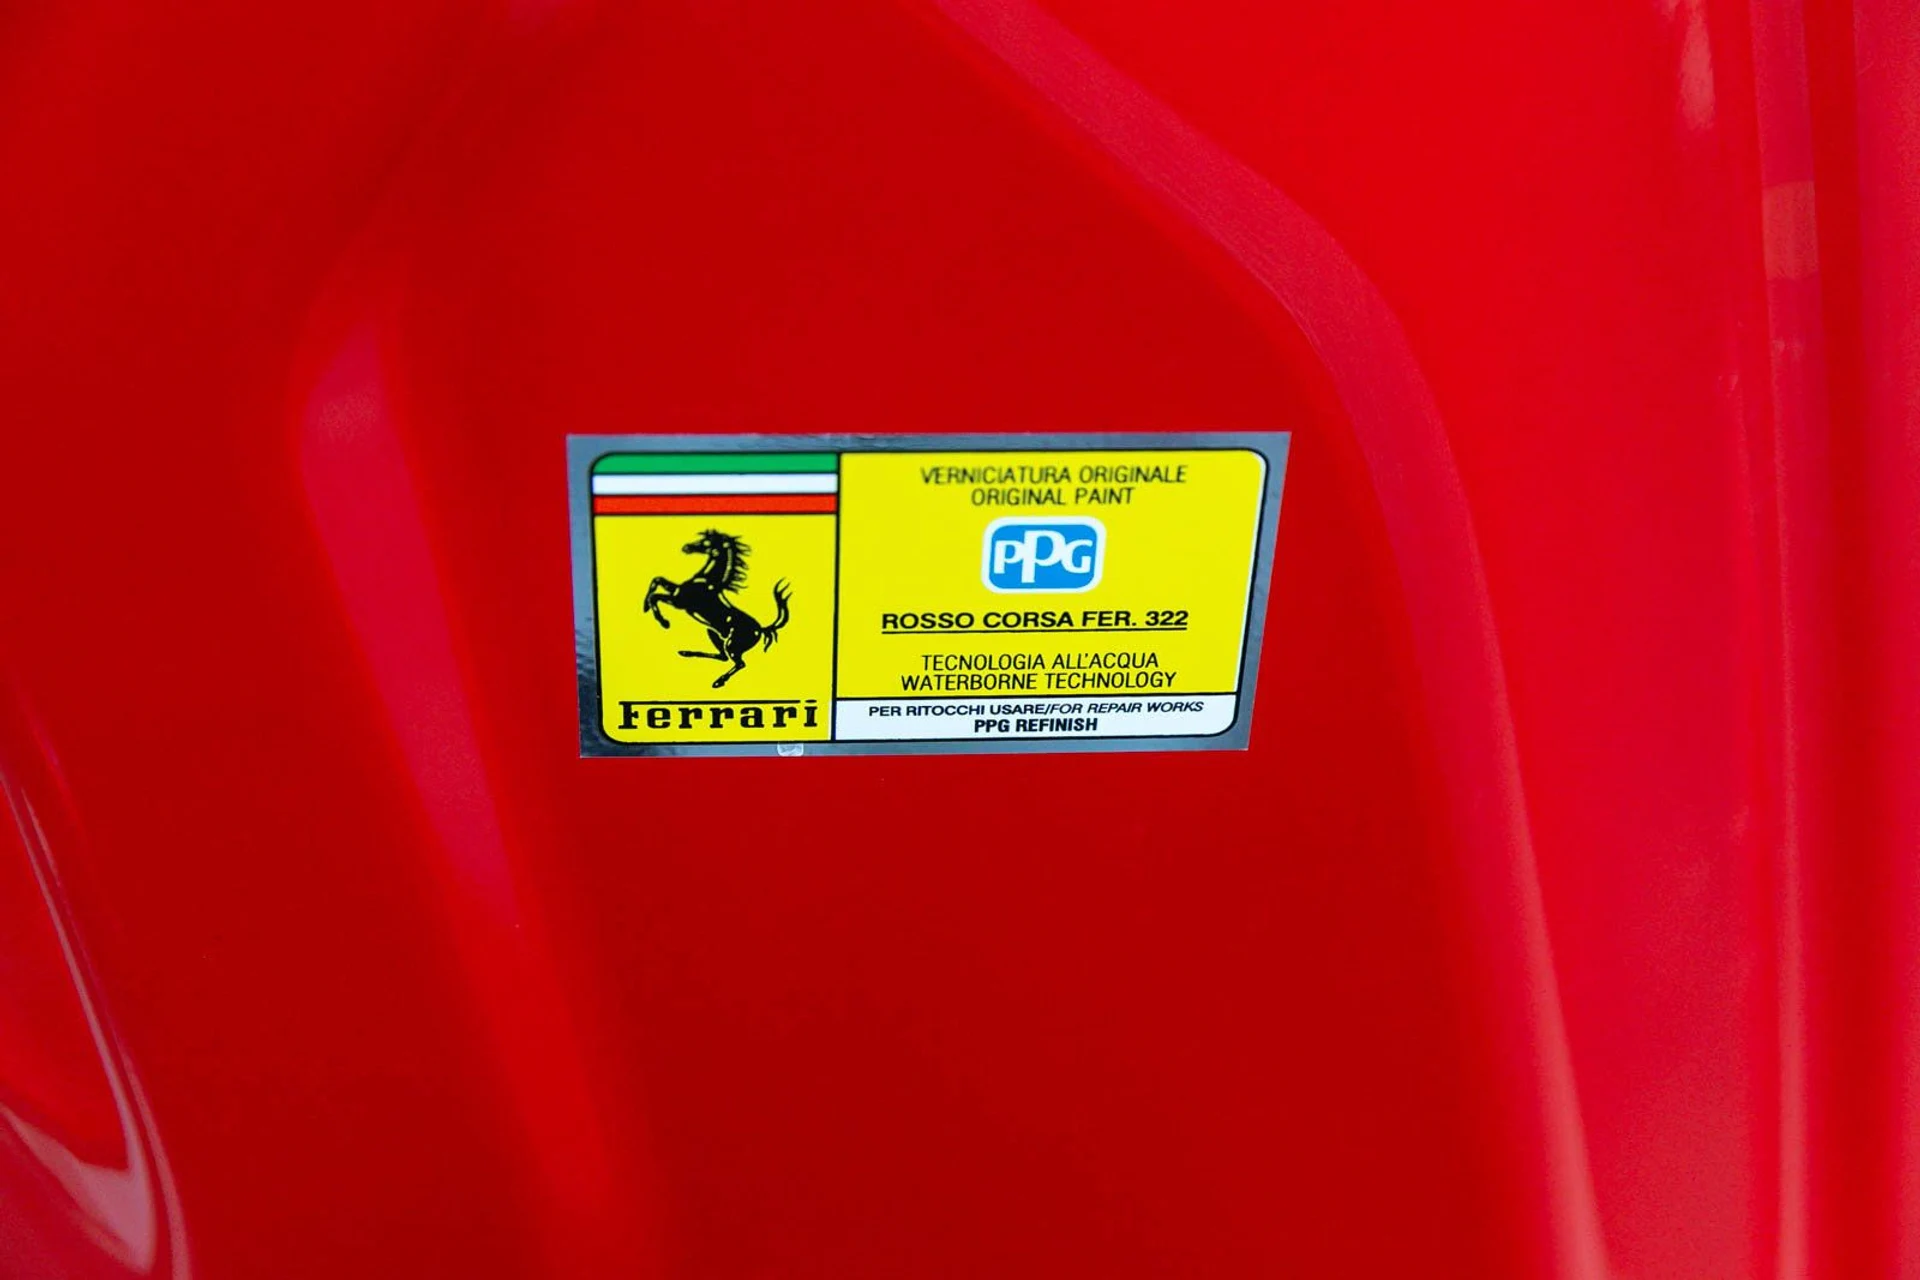 VERNICIATURA ORIGINALE
ORIGINAL PAINT
PPG
ROSSO CORSA FER. 322
TECNOLOGIA ALL'ACQUA
WATERBORNE TECHNOLOGY
Ferrari
PER RITOCCHI USARE/FOR REPAIR WORKS
PPG REFINISH